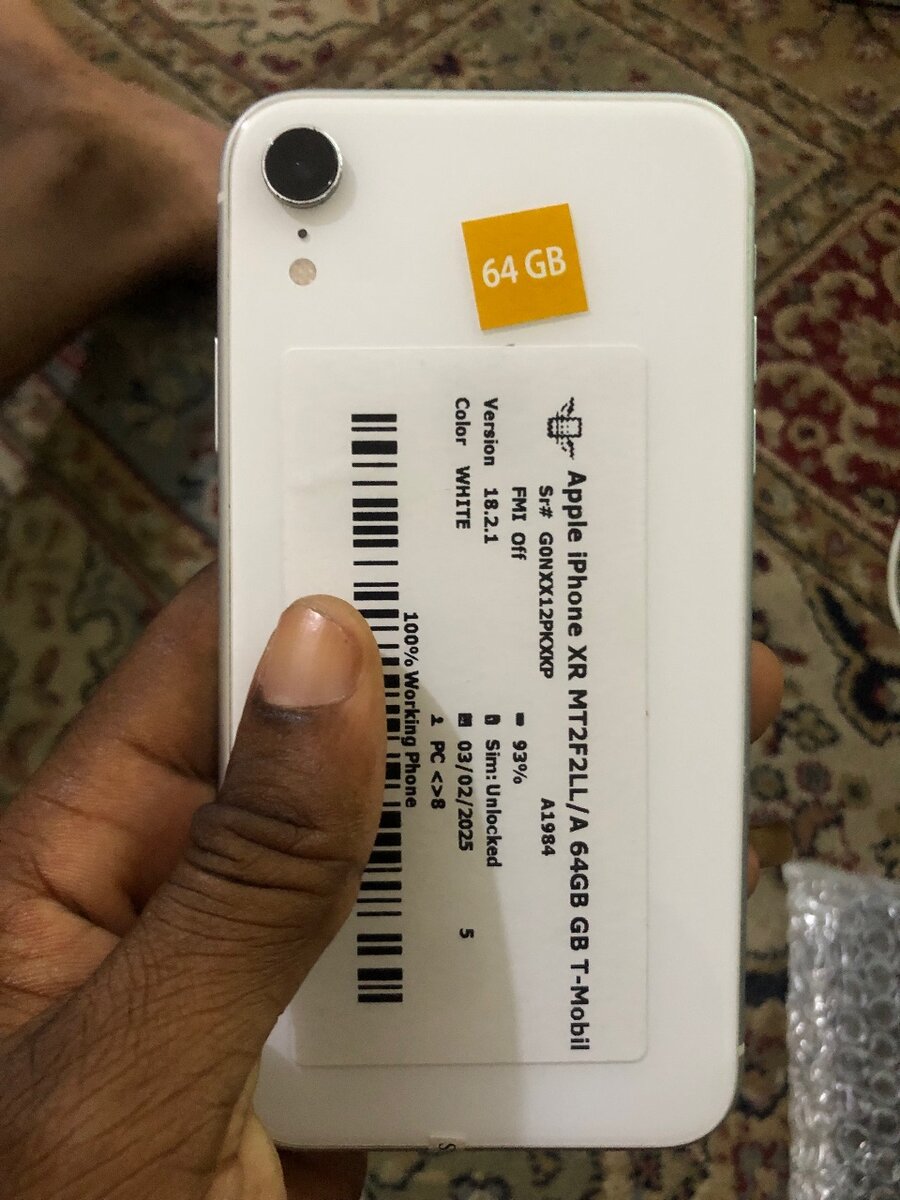 64 GB
Apple iPhone XR MT2F2LL/A 64GB GB T-Mobil
Sr# G0NXX12PKXKP A1984
FMI Off 93%
Version 18.2.1 Sim: Unlocked
Color WHITE 03/02/2025 5
PC <>8
100% Working Phone
S